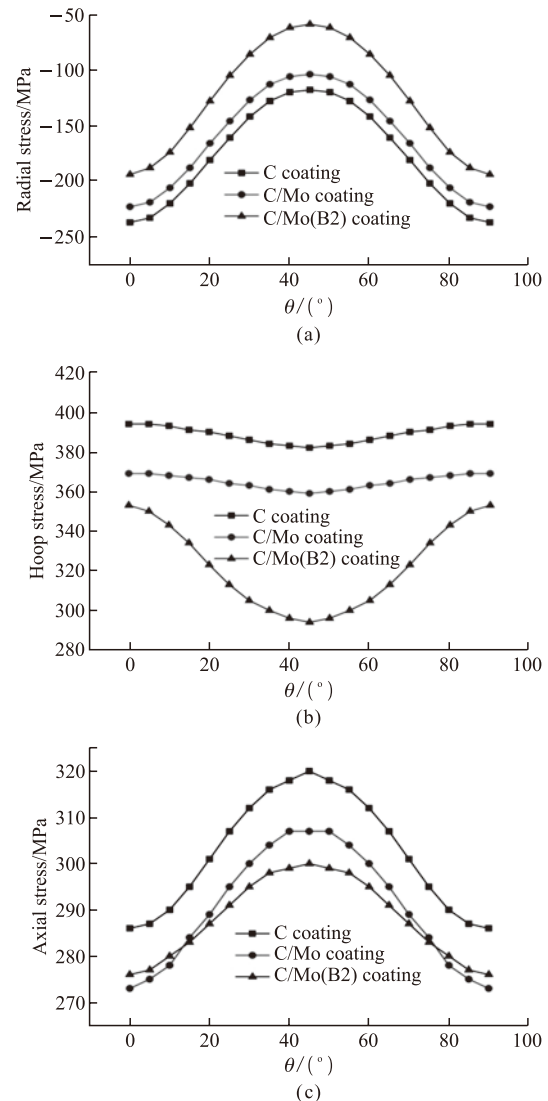 −50
−100
−150
−200
−250
Radial stress/MPa
C coating
C/Mo coating
C/Mo(B2) coating
0 20 40 60 80 100
θ/(°)
(a)
420
400
380
360
340
320
300
280
Hoop stress/MPa
C coating
C/Mo coating
C/Mo(B2) coating
0 20 40 60 80 100
θ/(°)
(b)
320
310
300
290
280
270
Axial stress/MPa
C coating
C/Mo coating
C/Mo(B2) coating
0 20 40 60 80 100
θ/(°)
(c)